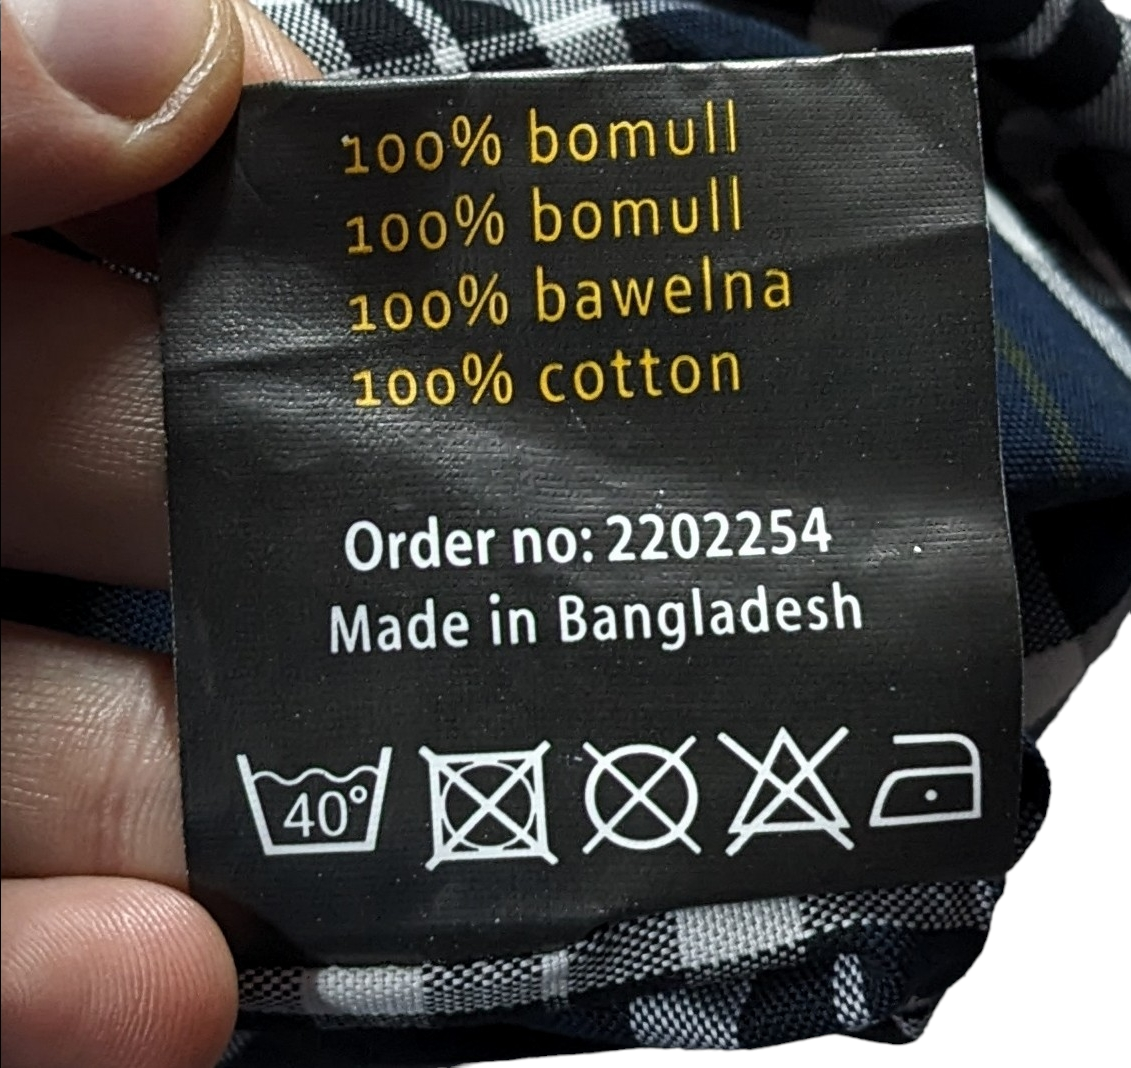 100% bomull
100% bomull
100% bawelna
100% cotton
Order no: 2202254
Made in Bangladesh
40°